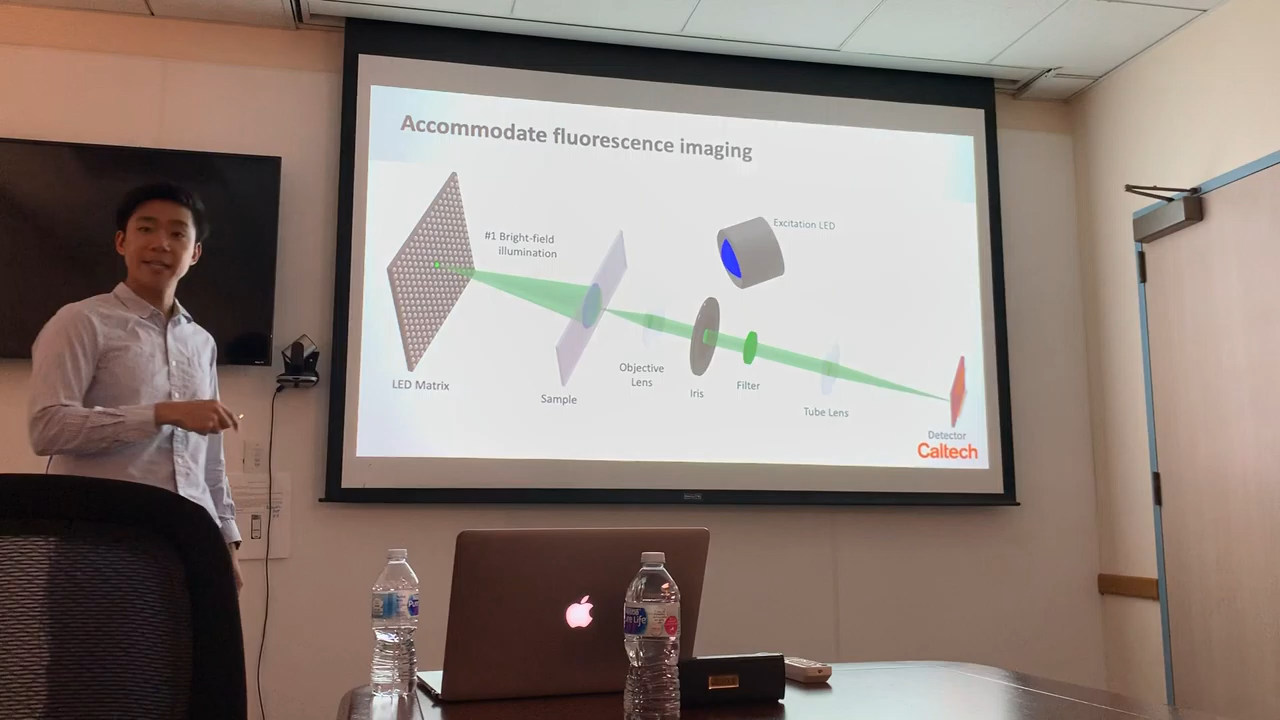 Accommodate fluorescence imaging
#1 Bright-field
illumination
Excitation LED
LED Matrix
Sample
Objective
Lens
Iris
Filter
Tube Lens
Detector
Caltech